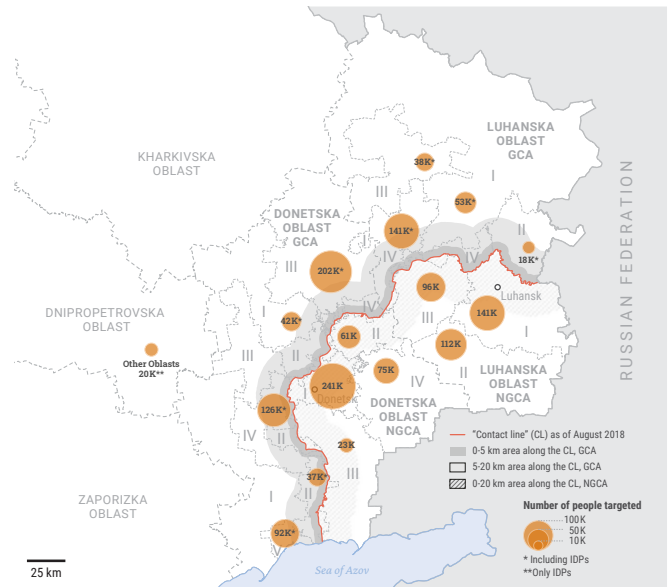 LUHANSKA
OBLAST
GCA
KHARKIVSKA
OBLAST
38K*
III
I
53K*
DONETSKA
OBLAST
GCA
141K*
II
I
IV
IV
18K*
RUSSIAN FEDERATION
III
202K*
96K
Luhansk
IV
I
42K*
141K
DNIPROPETROVSKA
OBLAST
III
61K
II
I
112K
Other Oblasts
20K**
III
II
75K
IV
II
LUHANSKA
OBLAST
NGCA
I
241K
Donetsk
DONETSKA
OBLAST
NGCA
126K*
IV
II
23K
"Contact line" (CL) as of August 2018
0-5 km area along the CL, GCA
5-20 km area along the CL, GCA
0-20 km area along the CL, NGCA
III
37K*
I
II
ZAPORIZKA
OBLAST
Number of people targeted
100K
50K
10K
92K*
V
* Including IDPs
**Only IDPs
25 km
Sea of Azov